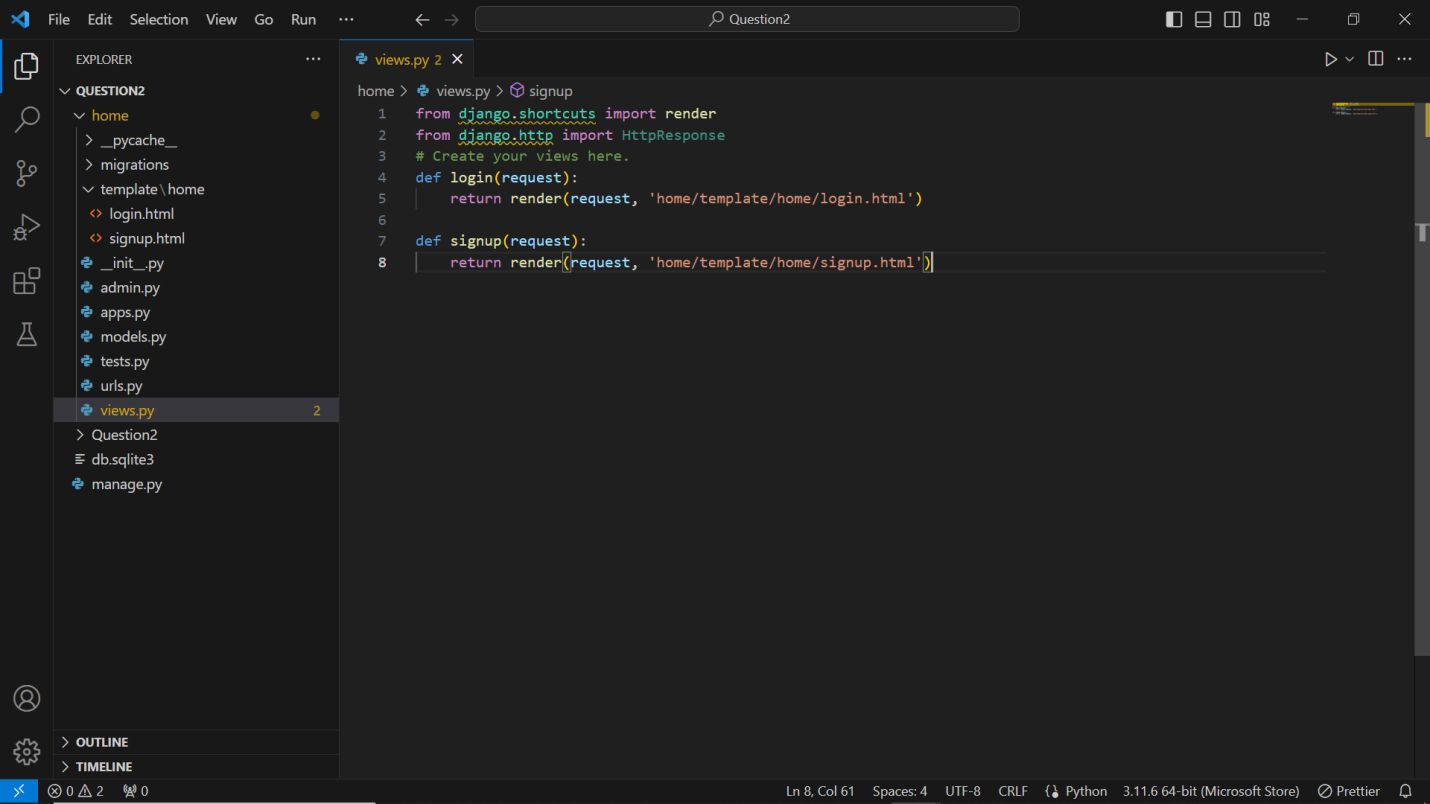 File Edit Selection View Go Run ··· Question2
EXPLORER ···
QUESTION2
home
__pycache__
migrations
template\home
login.html
signup.html
__init__.py
admin.py
apps.py
models.py
tests.py
urls.py
views.py 2
Question2
db.sqlite3
manage.py
OUTLINE
TIMELINE
views.py 2
home > views.py > signup
1 from django.shortcuts import render
2 from django.http import HttpResponse
3 # Create your views here.
4 def login(request):
5     return render(request, 'home/template/home/login.html')
6
7 def signup(request):
8     return render(request, 'home/template/home/signup.html')
0 2 0 Ln 8, Col 61 Spaces: 4 UTF-8 CRLF Python 3.11.6 64-bit (Microsoft Store) Prettier